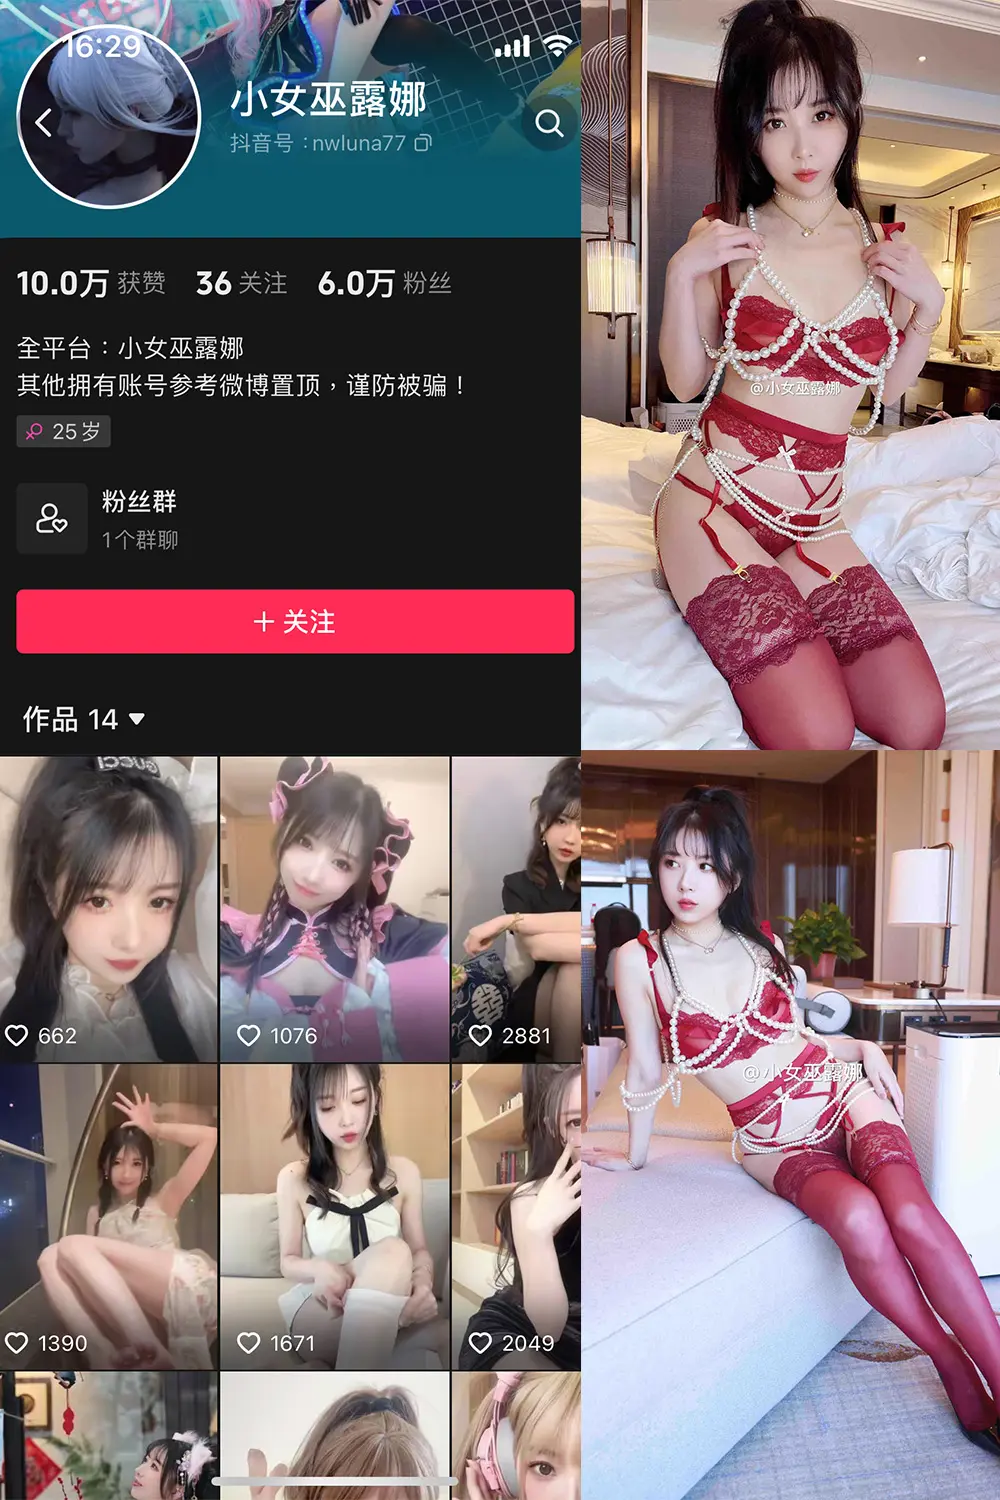 16:29
小女巫露娜
抖音号：nwluna77
10.0万 获赞 36 关注 6.0万 粉丝
全平台：小女巫露娜
其他拥有账号参考微博置顶，谨防被骗！
25岁
粉丝群
1个群聊
＋ 关注
作品 14
662
1076
2881
1390
1671
2049
@小女巫露娜
@小女巫露娜